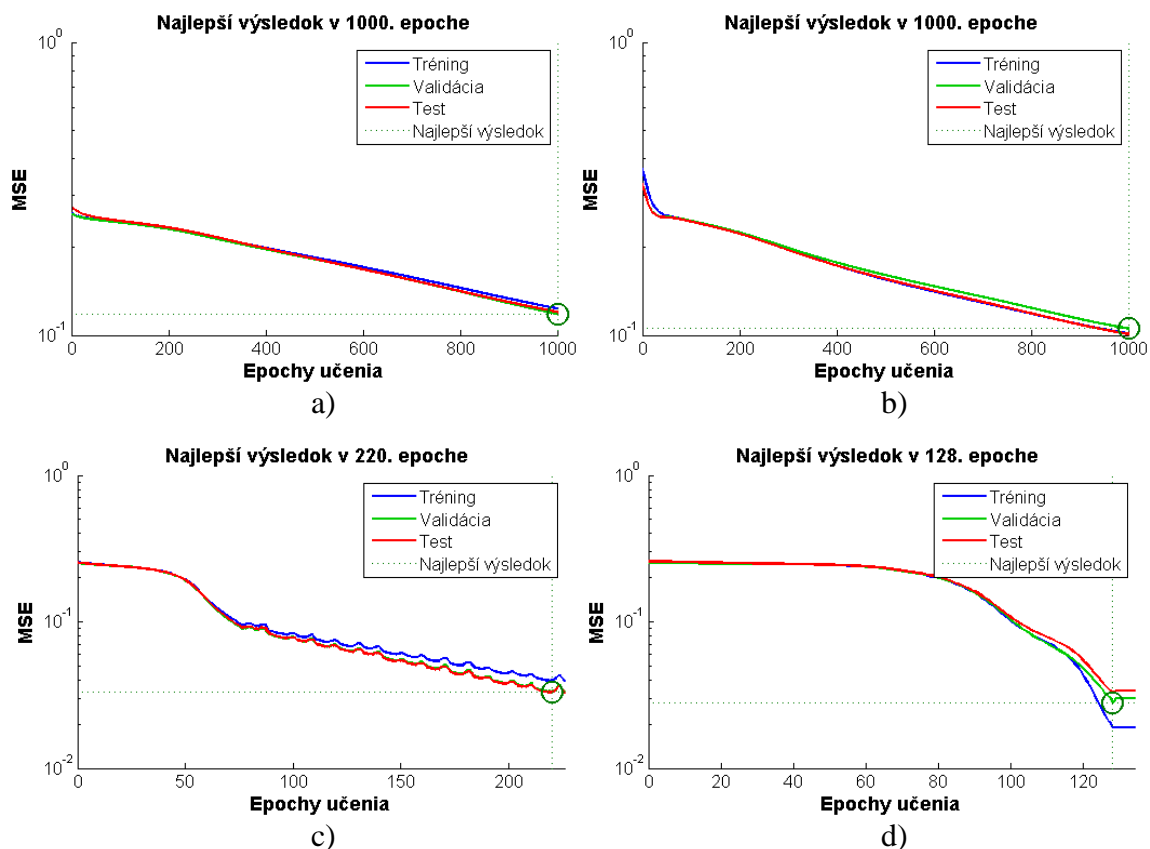 Najlepší výsledok v 1000. epoche
10^0
10^-1
MSE
Tréning
Validácia
Test
Najlepší výsledok
0 200 400 600 800 1000
Epochy učenia
a)
Najlepší výsledok v 1000. epoche
10^0
10^-1
MSE
Tréning
Validácia
Test
Najlepší výsledok
0 200 400 600 800 1000
Epochy učenia
b)
Najlepší výsledok v 220. epoche
10^0
10^-1
10^-2
MSE
Tréning
Validácia
Test
Najlepší výsledok
0 50 100 150 200
Epochy učenia
c)
Najlepší výsledok v 128. epoche
10^0
10^-1
10^-2
MSE
Tréning
Validácia
Test
Najlepší výsledok
0 20 40 60 80 100 120
Epochy učenia
d)